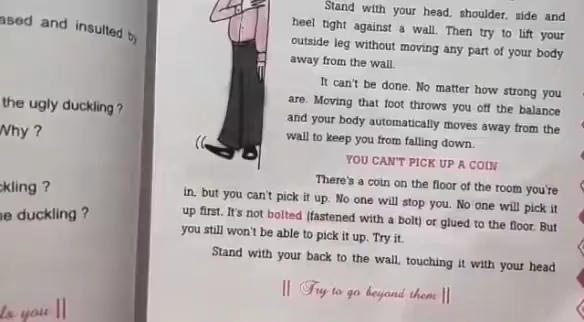 ased and insulted by
the ugly duckling ?
Why ?
kling ?
e duckling ?
you ||
Stand with your head, shoulder, side and
heel tight against a wall. Then try to lift your
outside leg without moving any part of your body
away from the wall.
It can't be done. No matter how strong you
are. Moving that foot throws you off the balance
and your body automatically moves away from the
wall to keep you from falling down.
YOU CAN'T PICK UP A COIN
There's a coin on the floor of the room you're
in, but you can't pick it up. No one will stop you. No one will pick it
up first. It's not bolted (fastened with a bolt) or glued to the floor. But
you still won't be able to pick it up. Try it.
Stand with your back to the wall, touching it with your head
|| Try to go beyond them ||